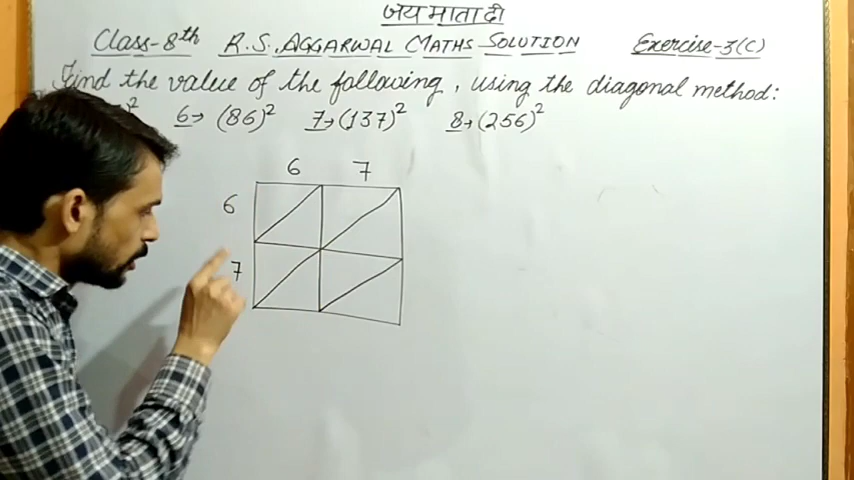 जय माता दी
Class-8th R.S. AGGARWAL MATHS SOLUTION Exercise-3(C)
Find the value of the following, using the diagonal method:
)² 6→ (86)² 7→(137)² 8→(256)²
6 7
6
7